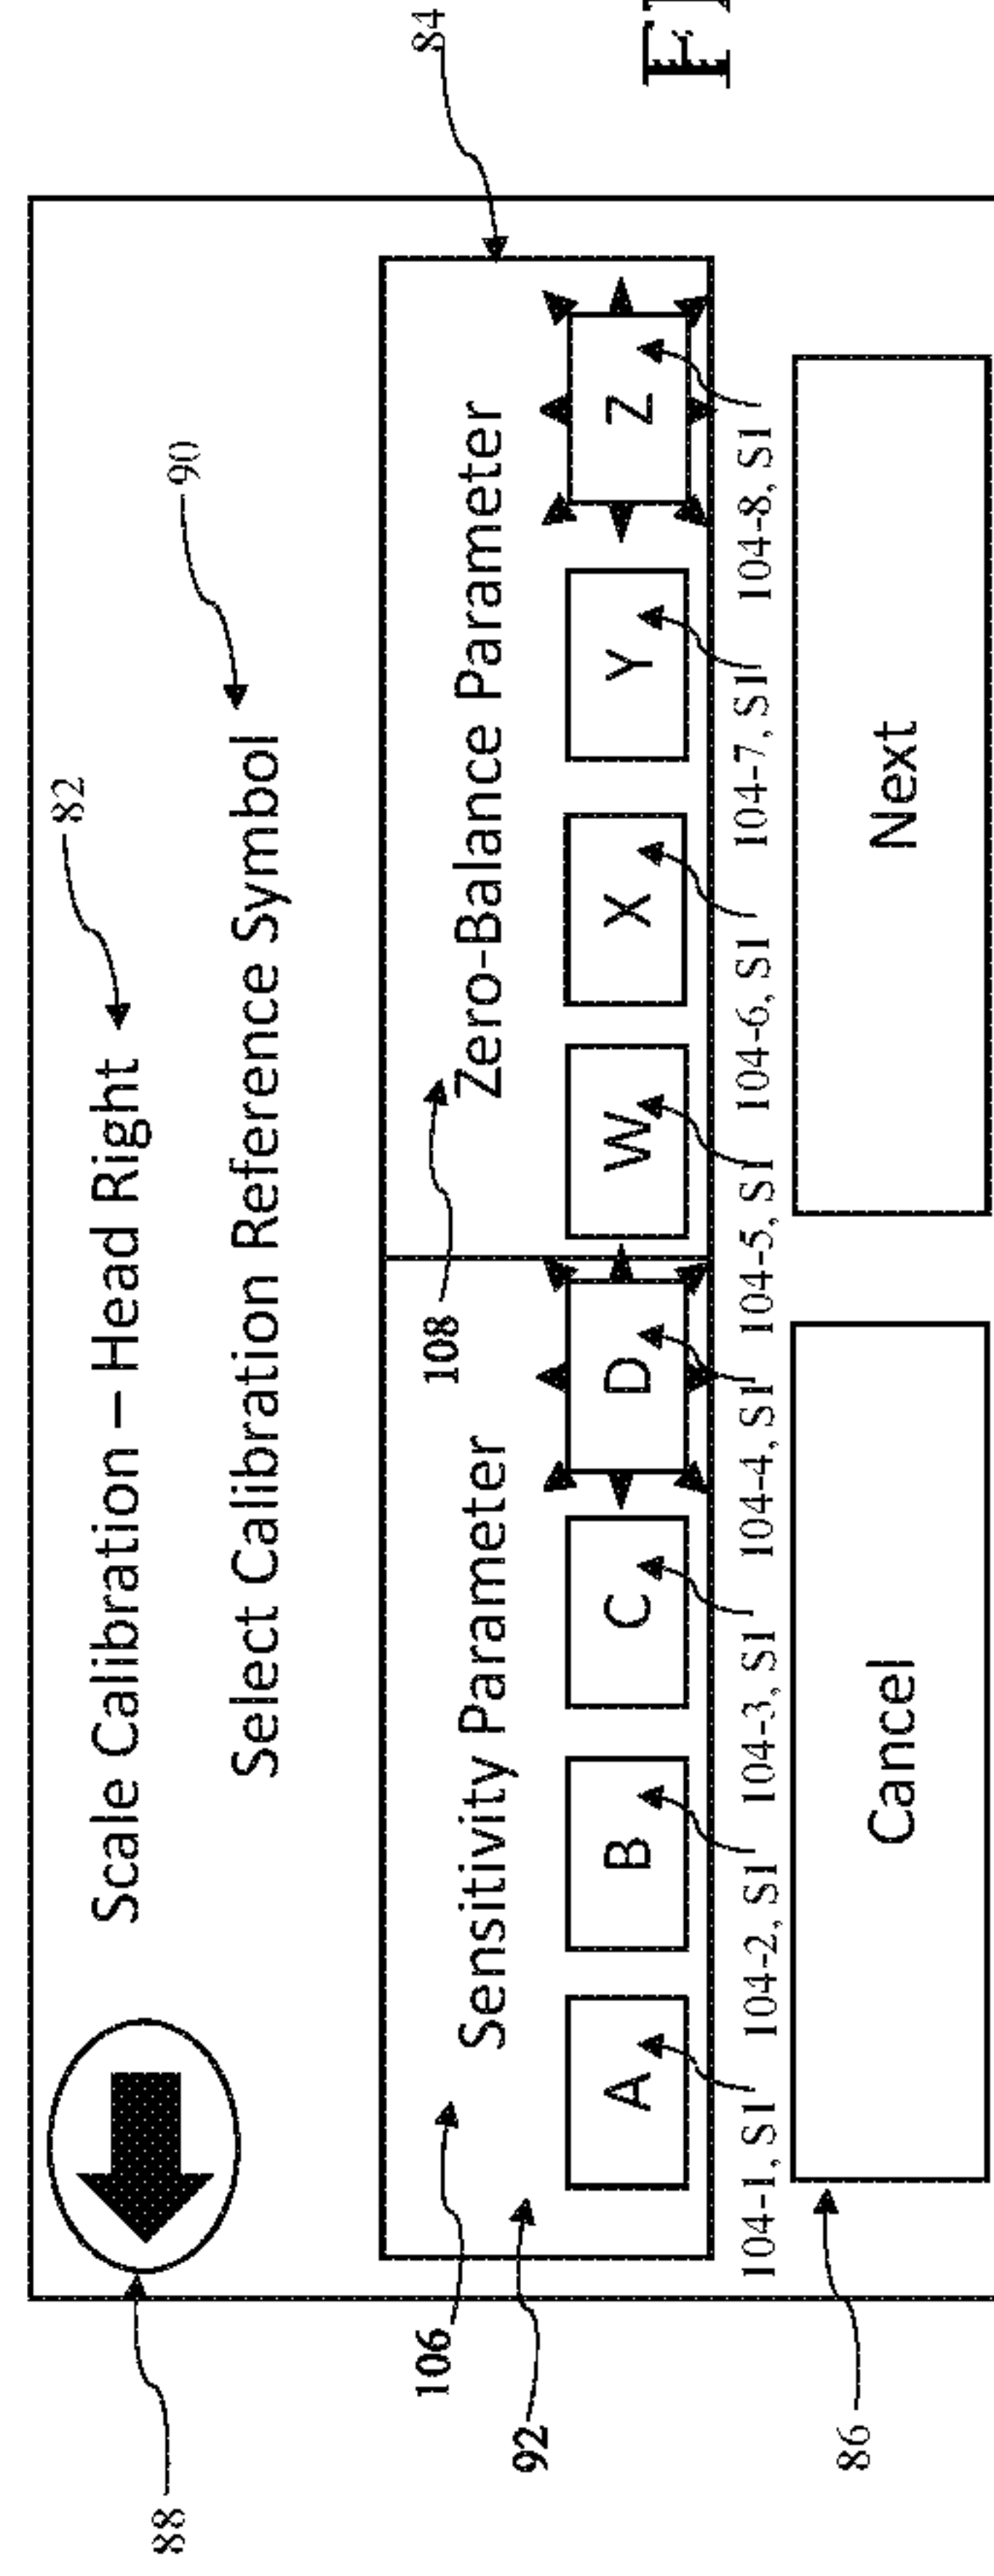 82
Scale Calibration – Head Right
90
Select Calibration Reference Symbol
88
84
106
Sensitivity Parameter
108
Zero-Balance Parameter
92
A B C D W X Y Z
104-1, S1 104-2, S1 104-3, S1 104-4, S1 104-5, S1 104-6, S1 104-7, S1 104-8, S1
86
Cancel Next